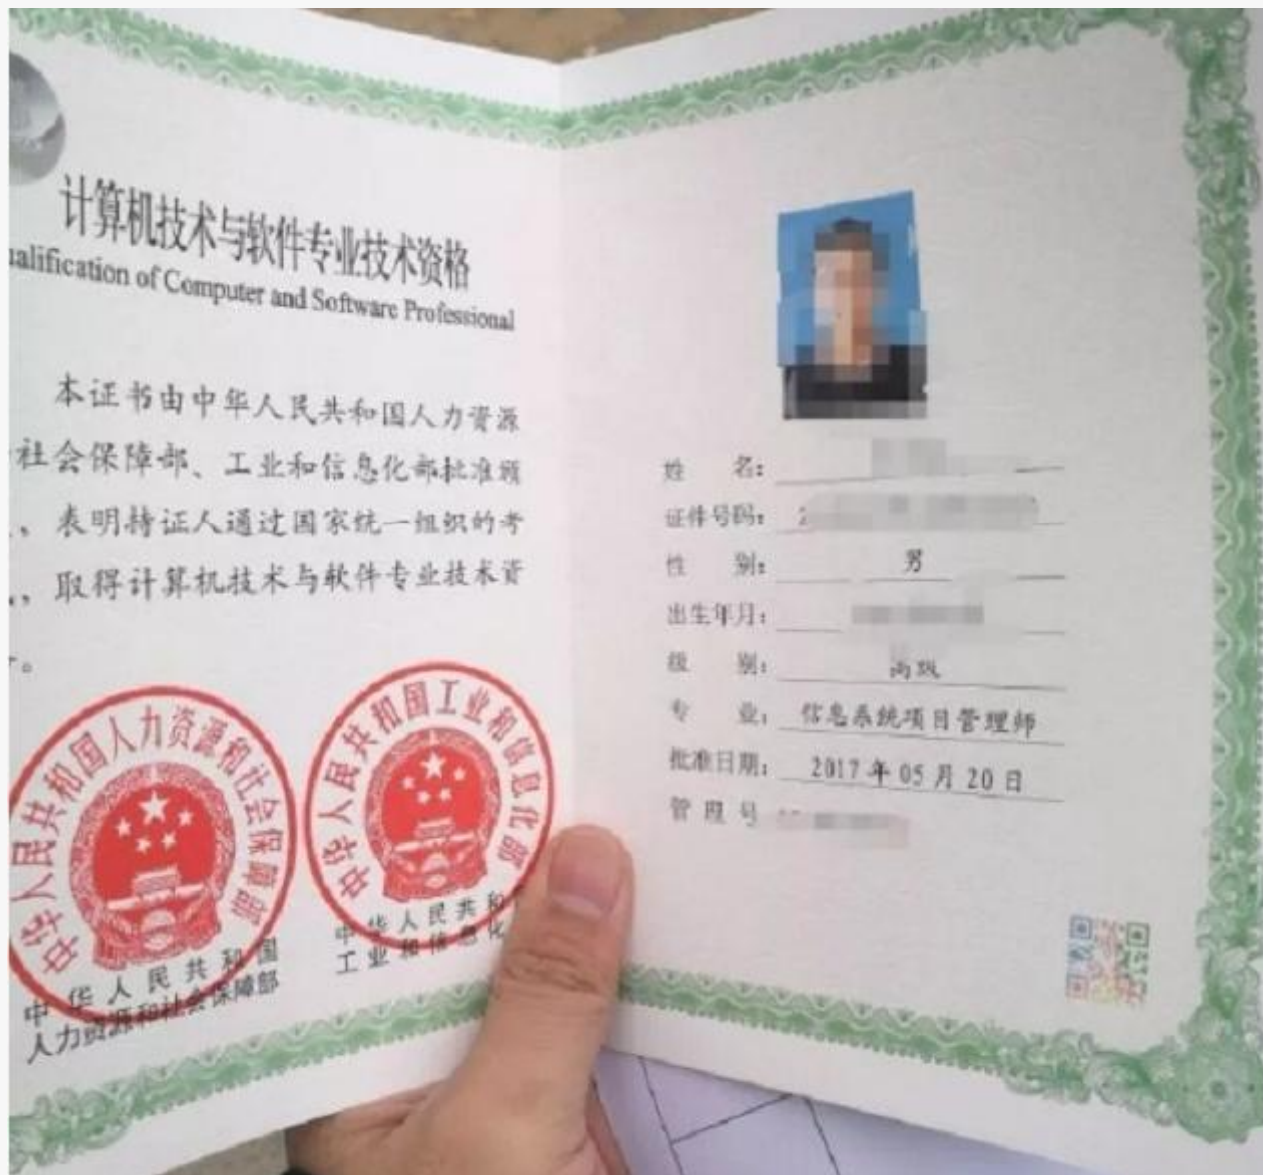 计算机技术与软件专业技术资格
alification of Computer and Software Professional
本证书由中华人民共和国人力资源
社会保障部、工业和信息化部批准颁
，表明持证人通过国家统一组织的考
，取得计算机技术与软件专业技术资
。
中华人民共和国人力资源和社会保障部
中华人民共和国工业和信息化部
中华人民共和国
人力资源和社会保障部
中华人民共和
工业和信息化
姓 名：
证件号码：
性 别： 男
出生年月：
级 别： 高级
专 业： 信息系统项目管理师
批准日期： 2017 年 05 月 20 日
管 理 号